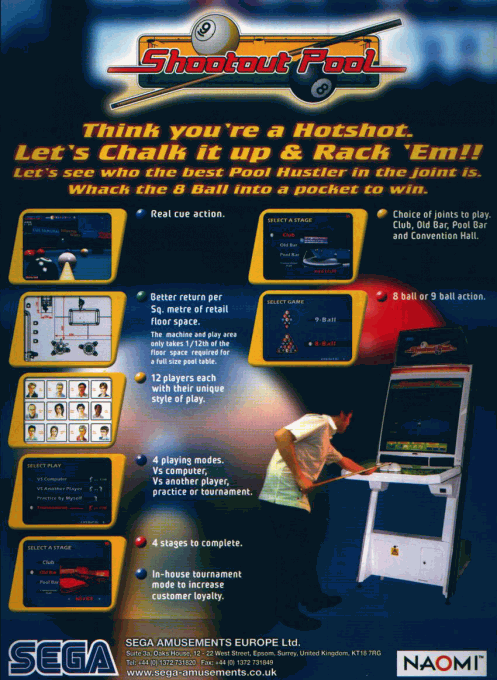 Shootout Pool
Think you're a Hotshot.
Let's Chalk it up & Rack 'Em!!
Let's see who the best Pool Hustler in the joint is.
Whack the 8 Ball into a pocket to win.
Real cue action.
SELECT A STAGE
Club
Old Bar
Pool Bar
Choice of joints to play.
Club, Old Bar, Pool Bar
and Convention Hall.
Better return per
Sq. metre of retail
floor space.
The machine and play area
only takes 1/12th of the
floor space required for
a full size pool table.
SELECT GAME
9-Ball
8-Ball
8 ball or 9 ball action.
12 players each
with their unique
style of play.
SELECT PLAY
VS Computer
VS Another Player
Practice by Myself
Tournament
4 playing modes.
Vs computer,
Vs another player,
practice or tournament.
SELECT A STAGE
Club
Old Bar
Pool Bar
4 stages to complete.
In-house tournament
mode to increase
customer loyalty.
SEGA
SEGA AMUSEMENTS EUROPE Ltd.
Suite 3a, Oaks House, 12 - 22 West Street, Epsom, Surrey, United Kingdom, KT18 7RG
Tel: +44 (0) 1372 731820 Fax: +44 (0) 1372 731849
www.sega-amusements.co.uk
NAOMI™